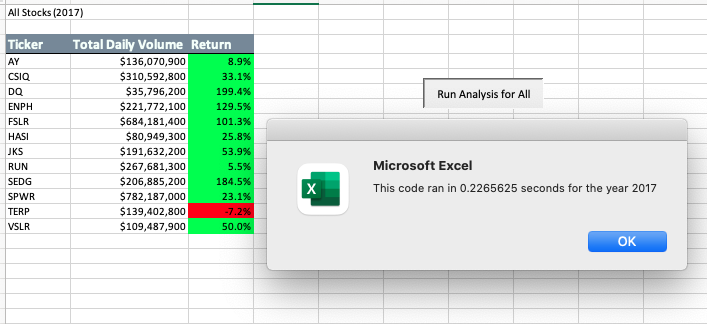 All Stocks (2017)
Ticker Total Daily Volume Return
AY $136,070,900 8.9%
CSIQ $310,592,800 33.1%
DQ $35,796,200 199.4%
ENPH $221,772,100 129.5%
FSLR $684,181,400 101.3%
HASI $80,949,300 25.8%
JKS $191,632,200 53.9%
RUN $267,681,300 5.5%
SEDG $206,885,200 184.5%
SPWR $782,187,000 23.1%
TERP $139,402,800 -7.2%
VSLR $109,487,900 50.0%
Run Analysis for All
Microsoft Excel
X
This code ran in 0.2265625 seconds for the year 2017
OK